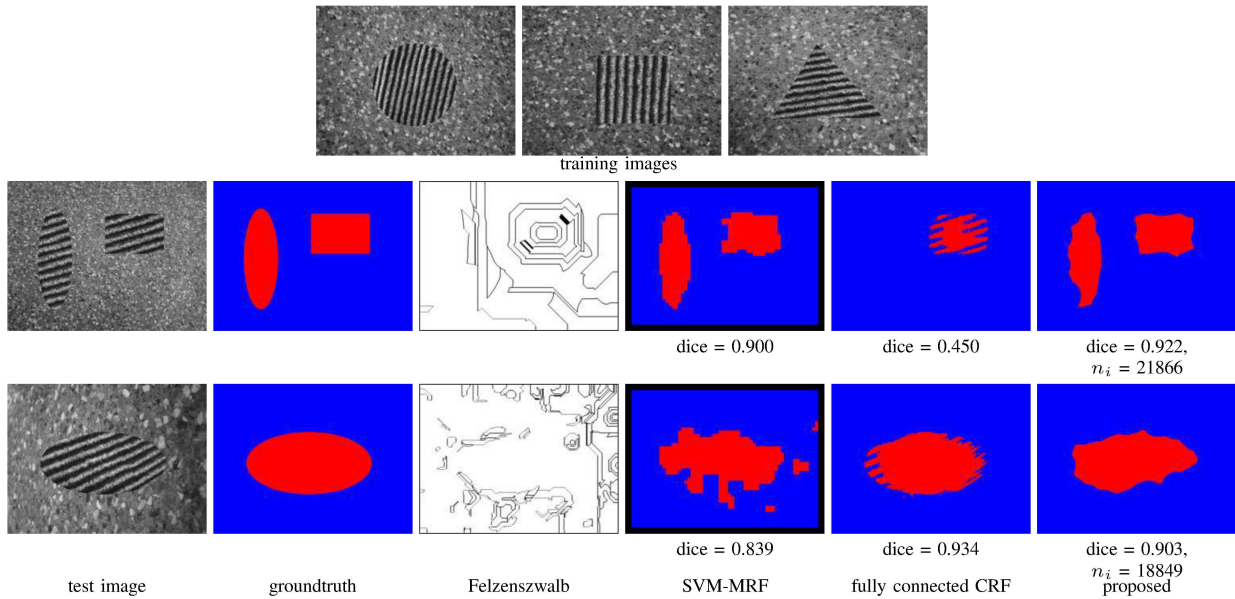 training images
dice = 0.900
dice = 0.450
dice = 0.922,
n_i = 21866
dice = 0.839
dice = 0.934
dice = 0.903,
n_i = 18849
test image
groundtruth
Felzenszwalb
SVM-MRF
fully connected CRF
proposed